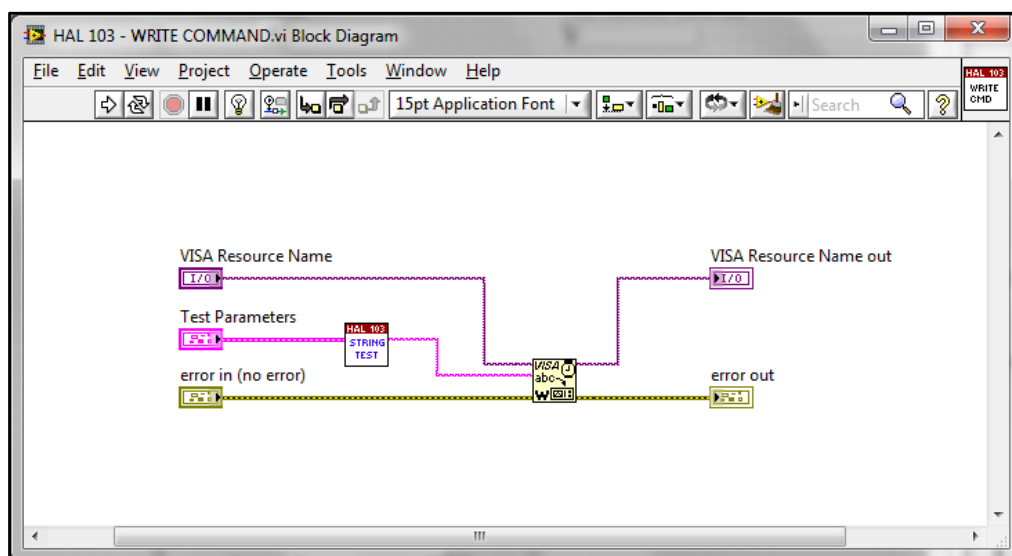 HAL 103 - WRITE COMMAND.vi Block Diagram
File Edit View Project Operate Tools Window Help
HAL 103
WRITE
CMD
15pt Application Font
Search
VISA Resource Name
I/O
VISA Resource Name out
I/O
Test Parameters
HAL 103
STRING
TEST
error in (no error)
VISA
abc
W
error out